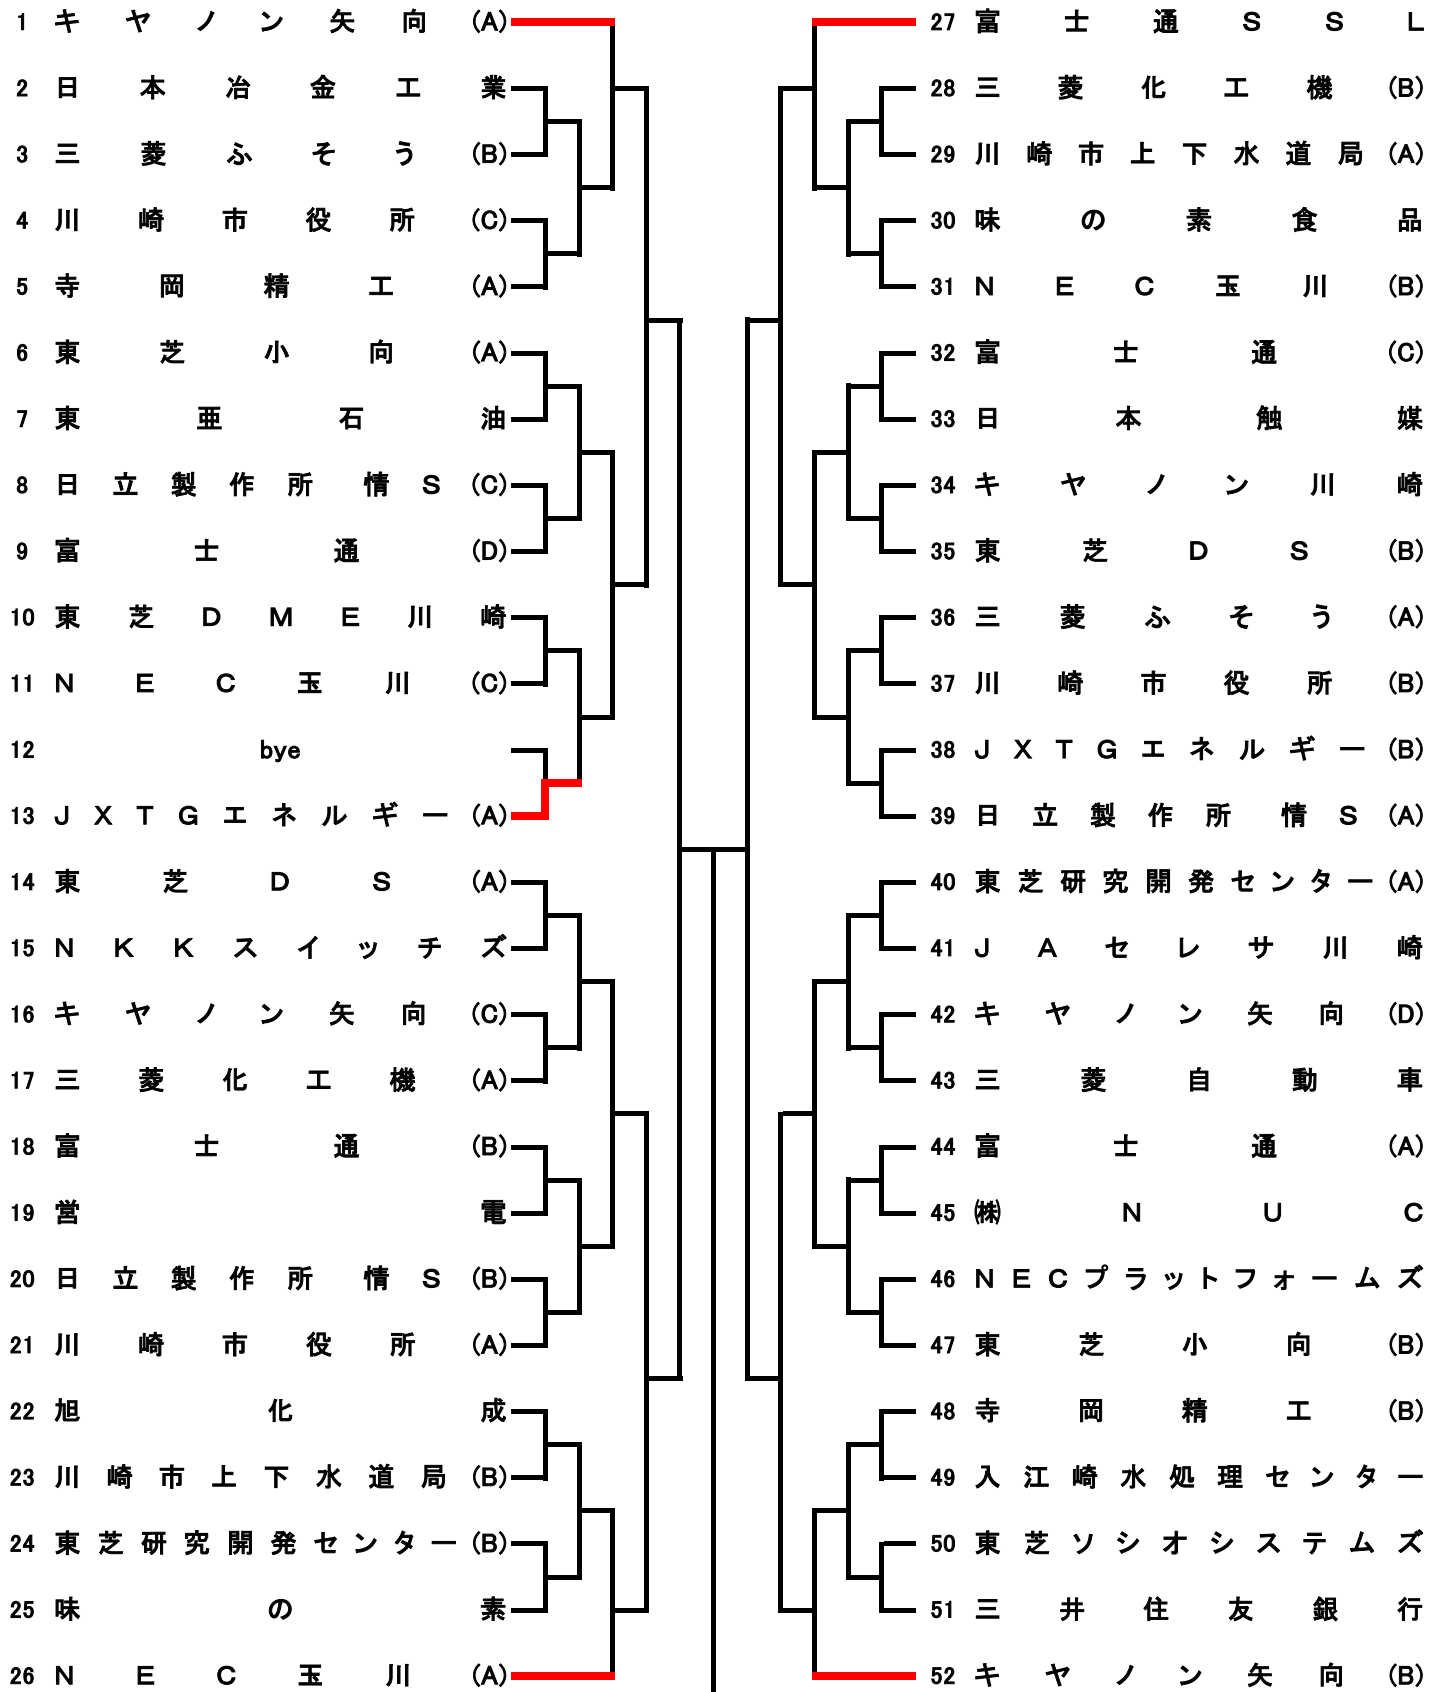 1 キヤノン矢向(A)
2 日本冶金工業
3 三菱ふそう(B)
4 川崎市役所(C)
5 寺岡精工(A)
6 東芝小向(A)
7 東亜石油
8 日立製作所 情S(C)
9 富士通(D)
10 東芝DME川崎
11 NEC玉川(C)
12 bye
13 JXTGエネルギー(A)
14 東芝DS(A)
15 NKKスイッチズ
16 キヤノン矢向(C)
17 三菱化工機(A)
18 富士通(B)
19 営電
20 日立製作所 情S(B)
21 川崎市役所(A)
22 旭化成
23 川崎市上下水道局(B)
24 東芝研究開発センター(B)
25 味の素
26 NEC玉川(A)
27 富士通SSL
28 三菱化工機(B)
29 川崎市上下水道局(A)
30 味の素食品
31 NEC玉川(B)
32 富士通(C)
33 日本触媒
34 キヤノン川崎
35 東芝DS(B)
36 三菱ふそう(A)
37 川崎市役所(B)
38 JXTGエネルギー(B)
39 日立製作所 情S(A)
40 東芝研究開発センター(A)
41 JAセレサ川崎
42 キヤノン矢向(D)
43 三菱自動車
44 富士通(A)
45 ㈱NUC
46 NECプラットフォームズ
47 東芝小向(B)
48 寺岡精工(B)
49 入江崎水処理センター
50 東芝ソシオシステムズ
51 三井住友銀行
52 キヤノン矢向(B)